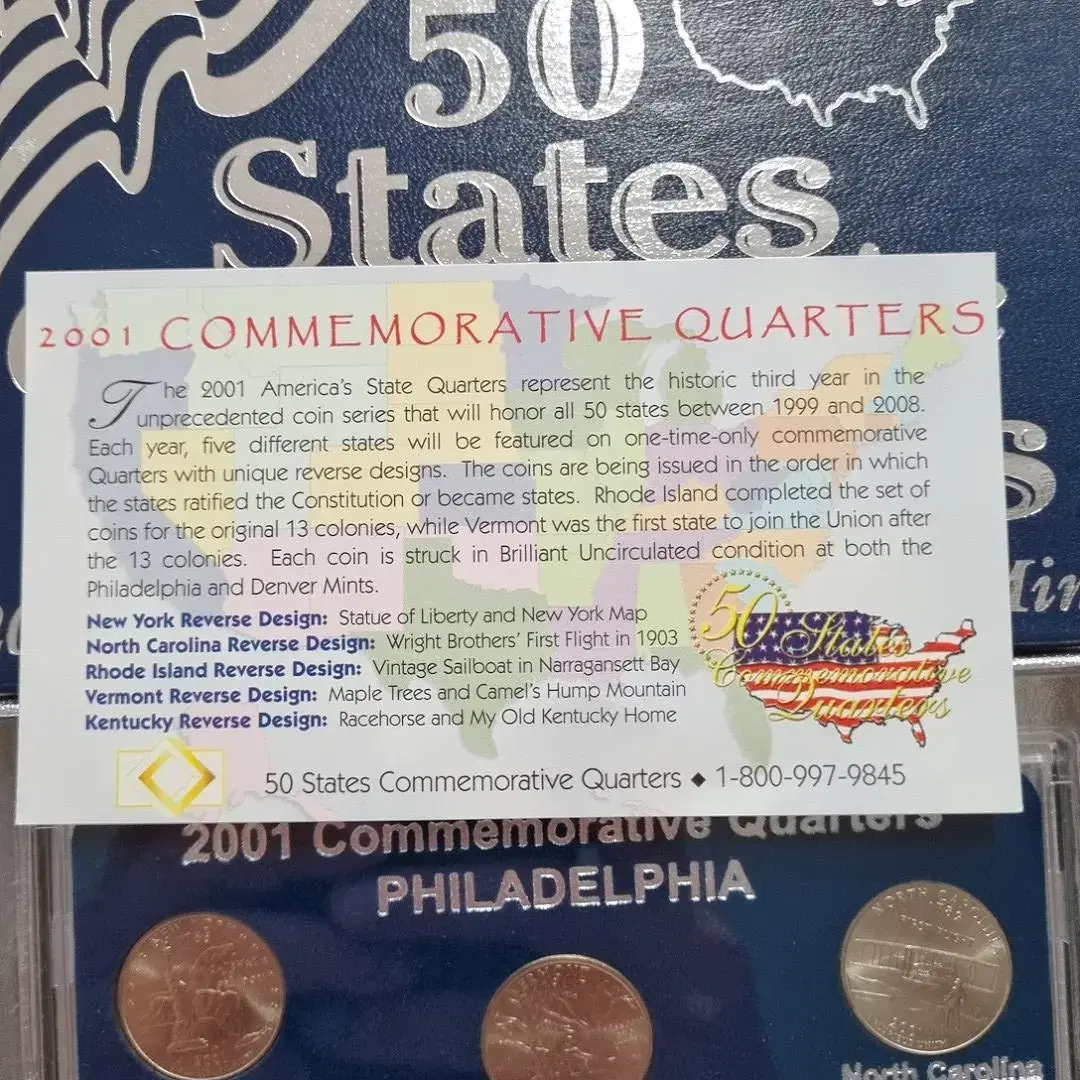 50
States
2001 COMMEMORATIVE QUARTERS
The 2001 America's State Quarters represent the historic third year in the
unprecedented coin series that will honor all 50 states between 1999 and 2008.
Each year, five different states will be featured on one-time-only commemorative
Quarters with unique reverse designs. The coins are being issued in the order in which
the states ratified the Constitution or became states. Rhode Island completed the set of
coins for the original 13 colonies, while Vermont was the first state to join the Union after
the 13 colonies. Each coin is struck in Brilliant Uncirculated condition at both the
Philadelphia and Denver Mints.
New York Reverse Design: Statue of Liberty and New York Map
North Carolina Reverse Design: Wright Brothers' First Flight in 1903
Rhode Island Reverse Design: Vintage Sailboat in Narragansett Bay
Vermont Reverse Design: Maple Trees and Camel's Hump Mountain
Kentucky Reverse Design: Racehorse and My Old Kentucky Home
50 States
Commemorative
Quarters
50 States Commemorative Quarters ◆ 1-800-997-9845
2001 Commemorative Quarters
PHILADELPHIA
NORTH CAROLINA
FIRST FLIGHT
2001
VERMONT
North Carolina